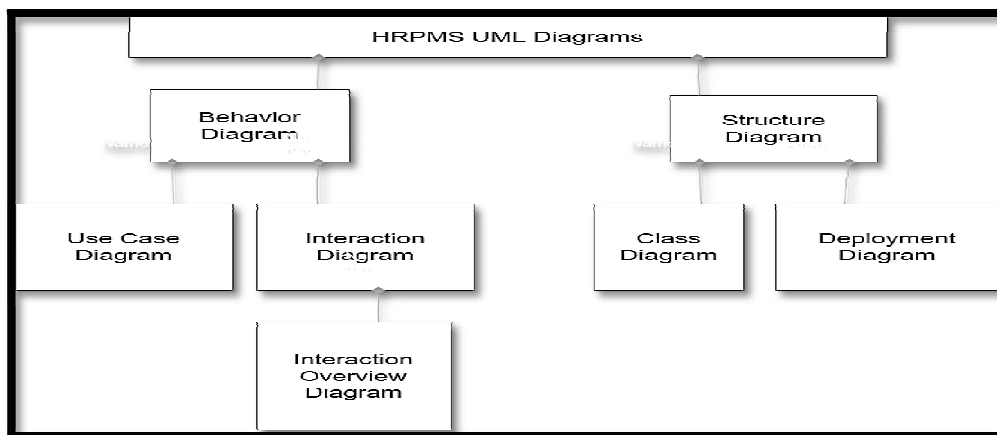 HRPMS UML Diagrams
Behavior
Diagram
Structure
Diagram
Use Case
Diagram
Interaction
Diagram
Class
Diagram
Deployment
Diagram
Interaction
Overview
Diagram